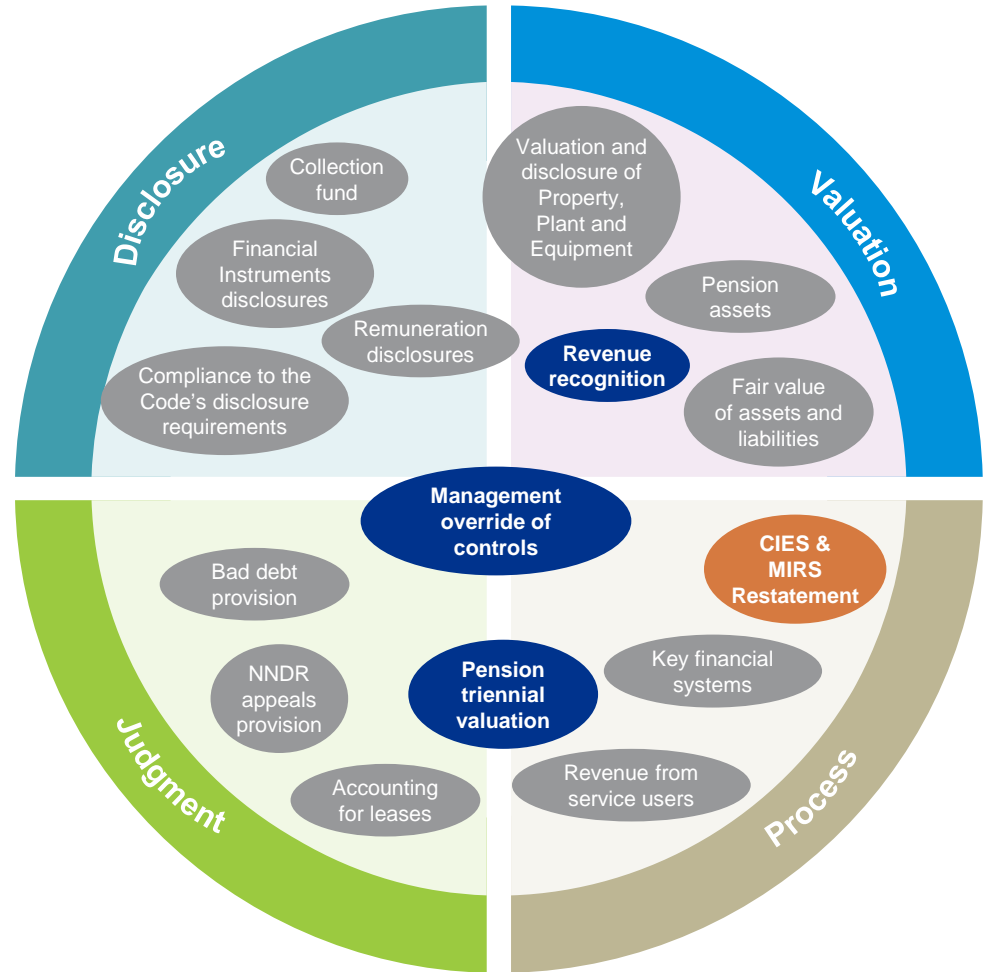 Disclosure
Collection
fund
Financial
Instruments
disclosures
Remuneration
disclosures
Compliance to the
Code's disclosure
requirements
Valuation
Valuation and
disclosure of
Property,
Plant and
Equipment
Pension
assets
Revenue
recognition
Fair value
of assets and
liabilities
Management
override of
controls
Judgment
Bad debt
provision
NNDR
appeals
provision
Accounting
for leases
Pension
triennial
valuation
Process
CIES &
MIRS
Restatement
Key financial
systems
Revenue from
service users